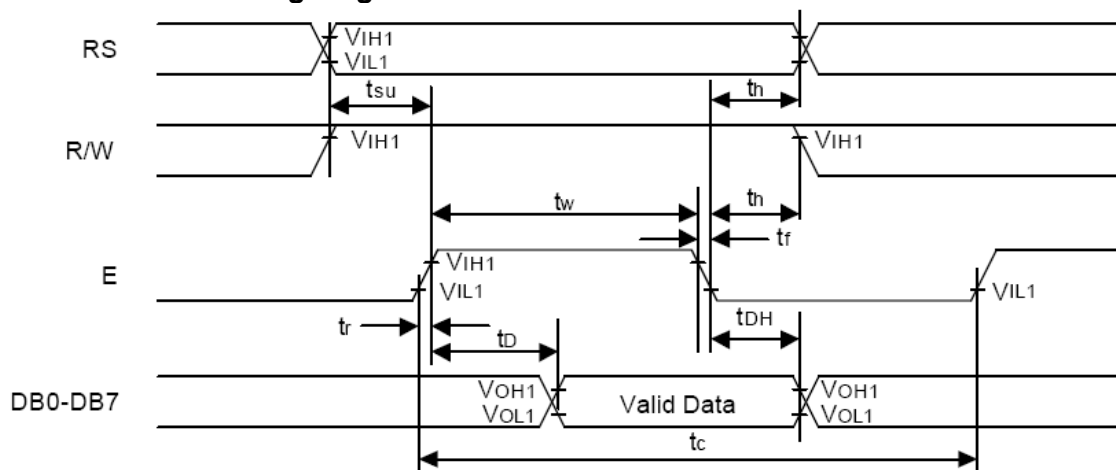 RS
VIH1
VIL1
tsu
th
R/W
VIH1
VIH1
tw
th
tf
E
VIH1
VIL1
VIL1
tr
tD
tDH
DB0-DB7
VOH1
VOL1
Valid Data
VOH1
VOL1
tc